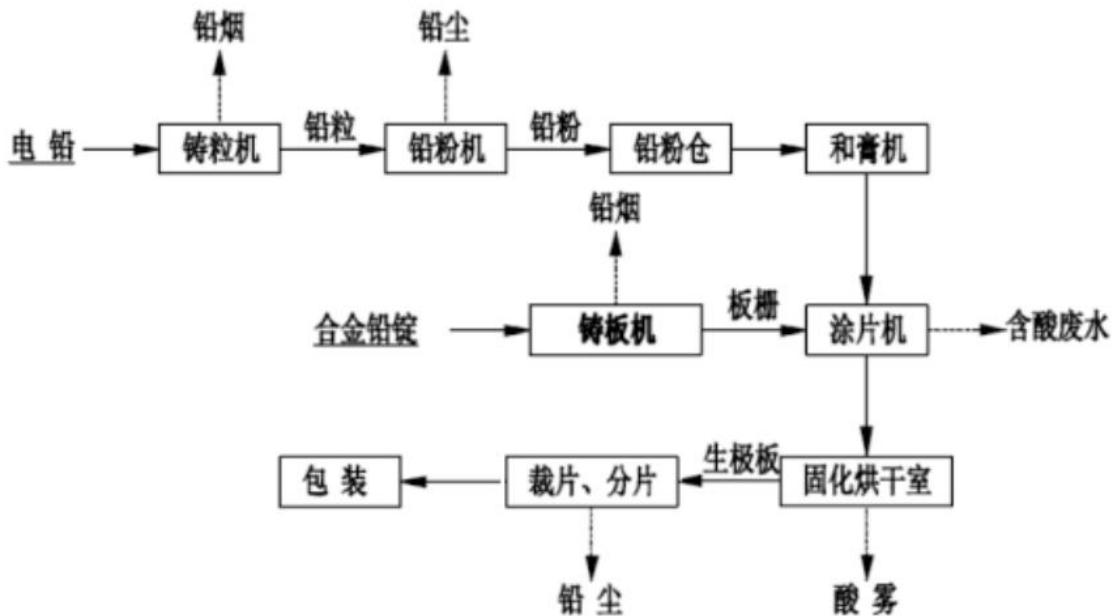 铅烟 铅尘
电 铅 铸粒机 铅粒 铅粉机 铅粉 铅粉仓 和膏机
铅烟
合金铅锭 铸板机 板栅 涂片机 含酸废水
包 装 裁片、分片 生极板 固化烘干室
铅 尘 酸 雾